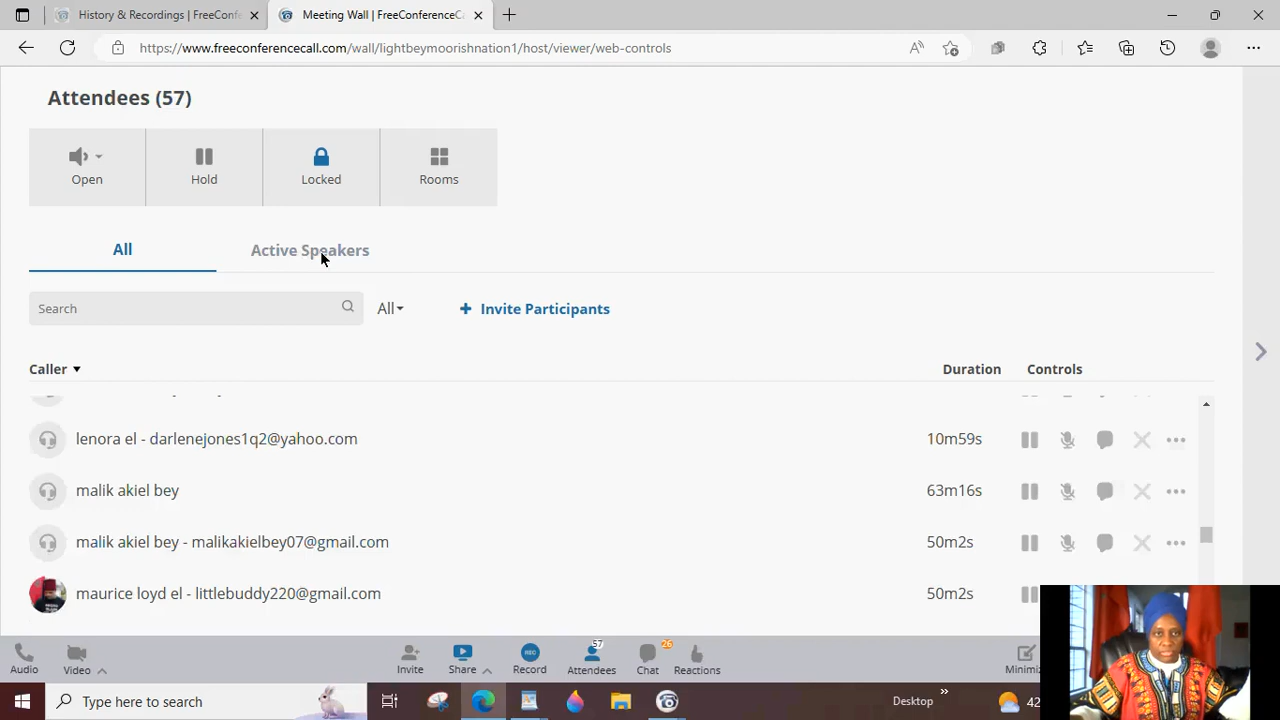 History & Recordings | FreeConfe
Meeting Wall | FreeConferenceC
https://www.freeconferencecall.com/wall/lightbeymoorishnation1/host/viewer/web-controls
Attendees (57)
Open Hold Locked Rooms
All Active Speakers
Search All + Invite Participants
Caller Duration Controls
lenora el - darlenejones1q2@yahoo.com 10m59s
malik akiel bey 63m16s
malik akiel bey - malikakielbey07@gmail.com 50m2s
maurice loyd el - littlebuddy220@gmail.com 50m2s
REC 57 26
Audio Video Invite Share Record Attendees Chat Reactions Minimi
Type here to search Desktop 42